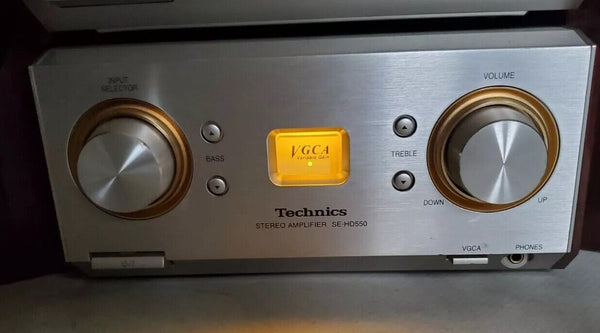 INPUT
SELECTOR
VOLUME
BASS
VGCA
Variable Gain
TREBLE
DOWN
UP
Technics
STEREO AMPLIFIER SE-HD550
VGCA
PHONES